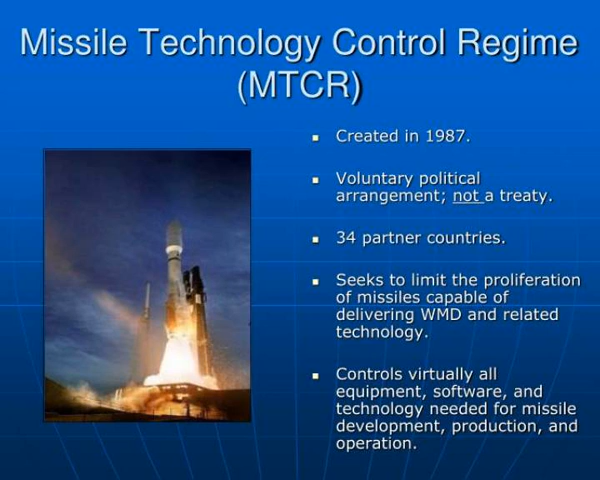 Missile Technology Control Regime
(MTCR)
Created in 1987.
Voluntary political
arrangement; not a treaty.
34 partner countries.
Seeks to limit the proliferation
of missiles capable of
delivering WMD and related
technology.
Controls virtually all
equipment, software, and
technology needed for missile
development, production, and
operation.